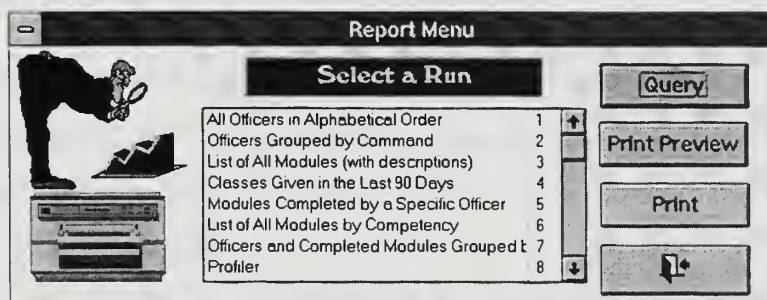 Report Menu
Select a Run
All Officers in Alphabetical Order 1
Officers Grouped by Command 2
List of All Modules (with descriptions) 3
Classes Given in the Last 90 Days 4
Modules Completed by a Specific Officer 5
List of All Modules by Competency 6
Officers and Completed Modules Grouped b 7
Profiler 8
Query
Print Preview
Print